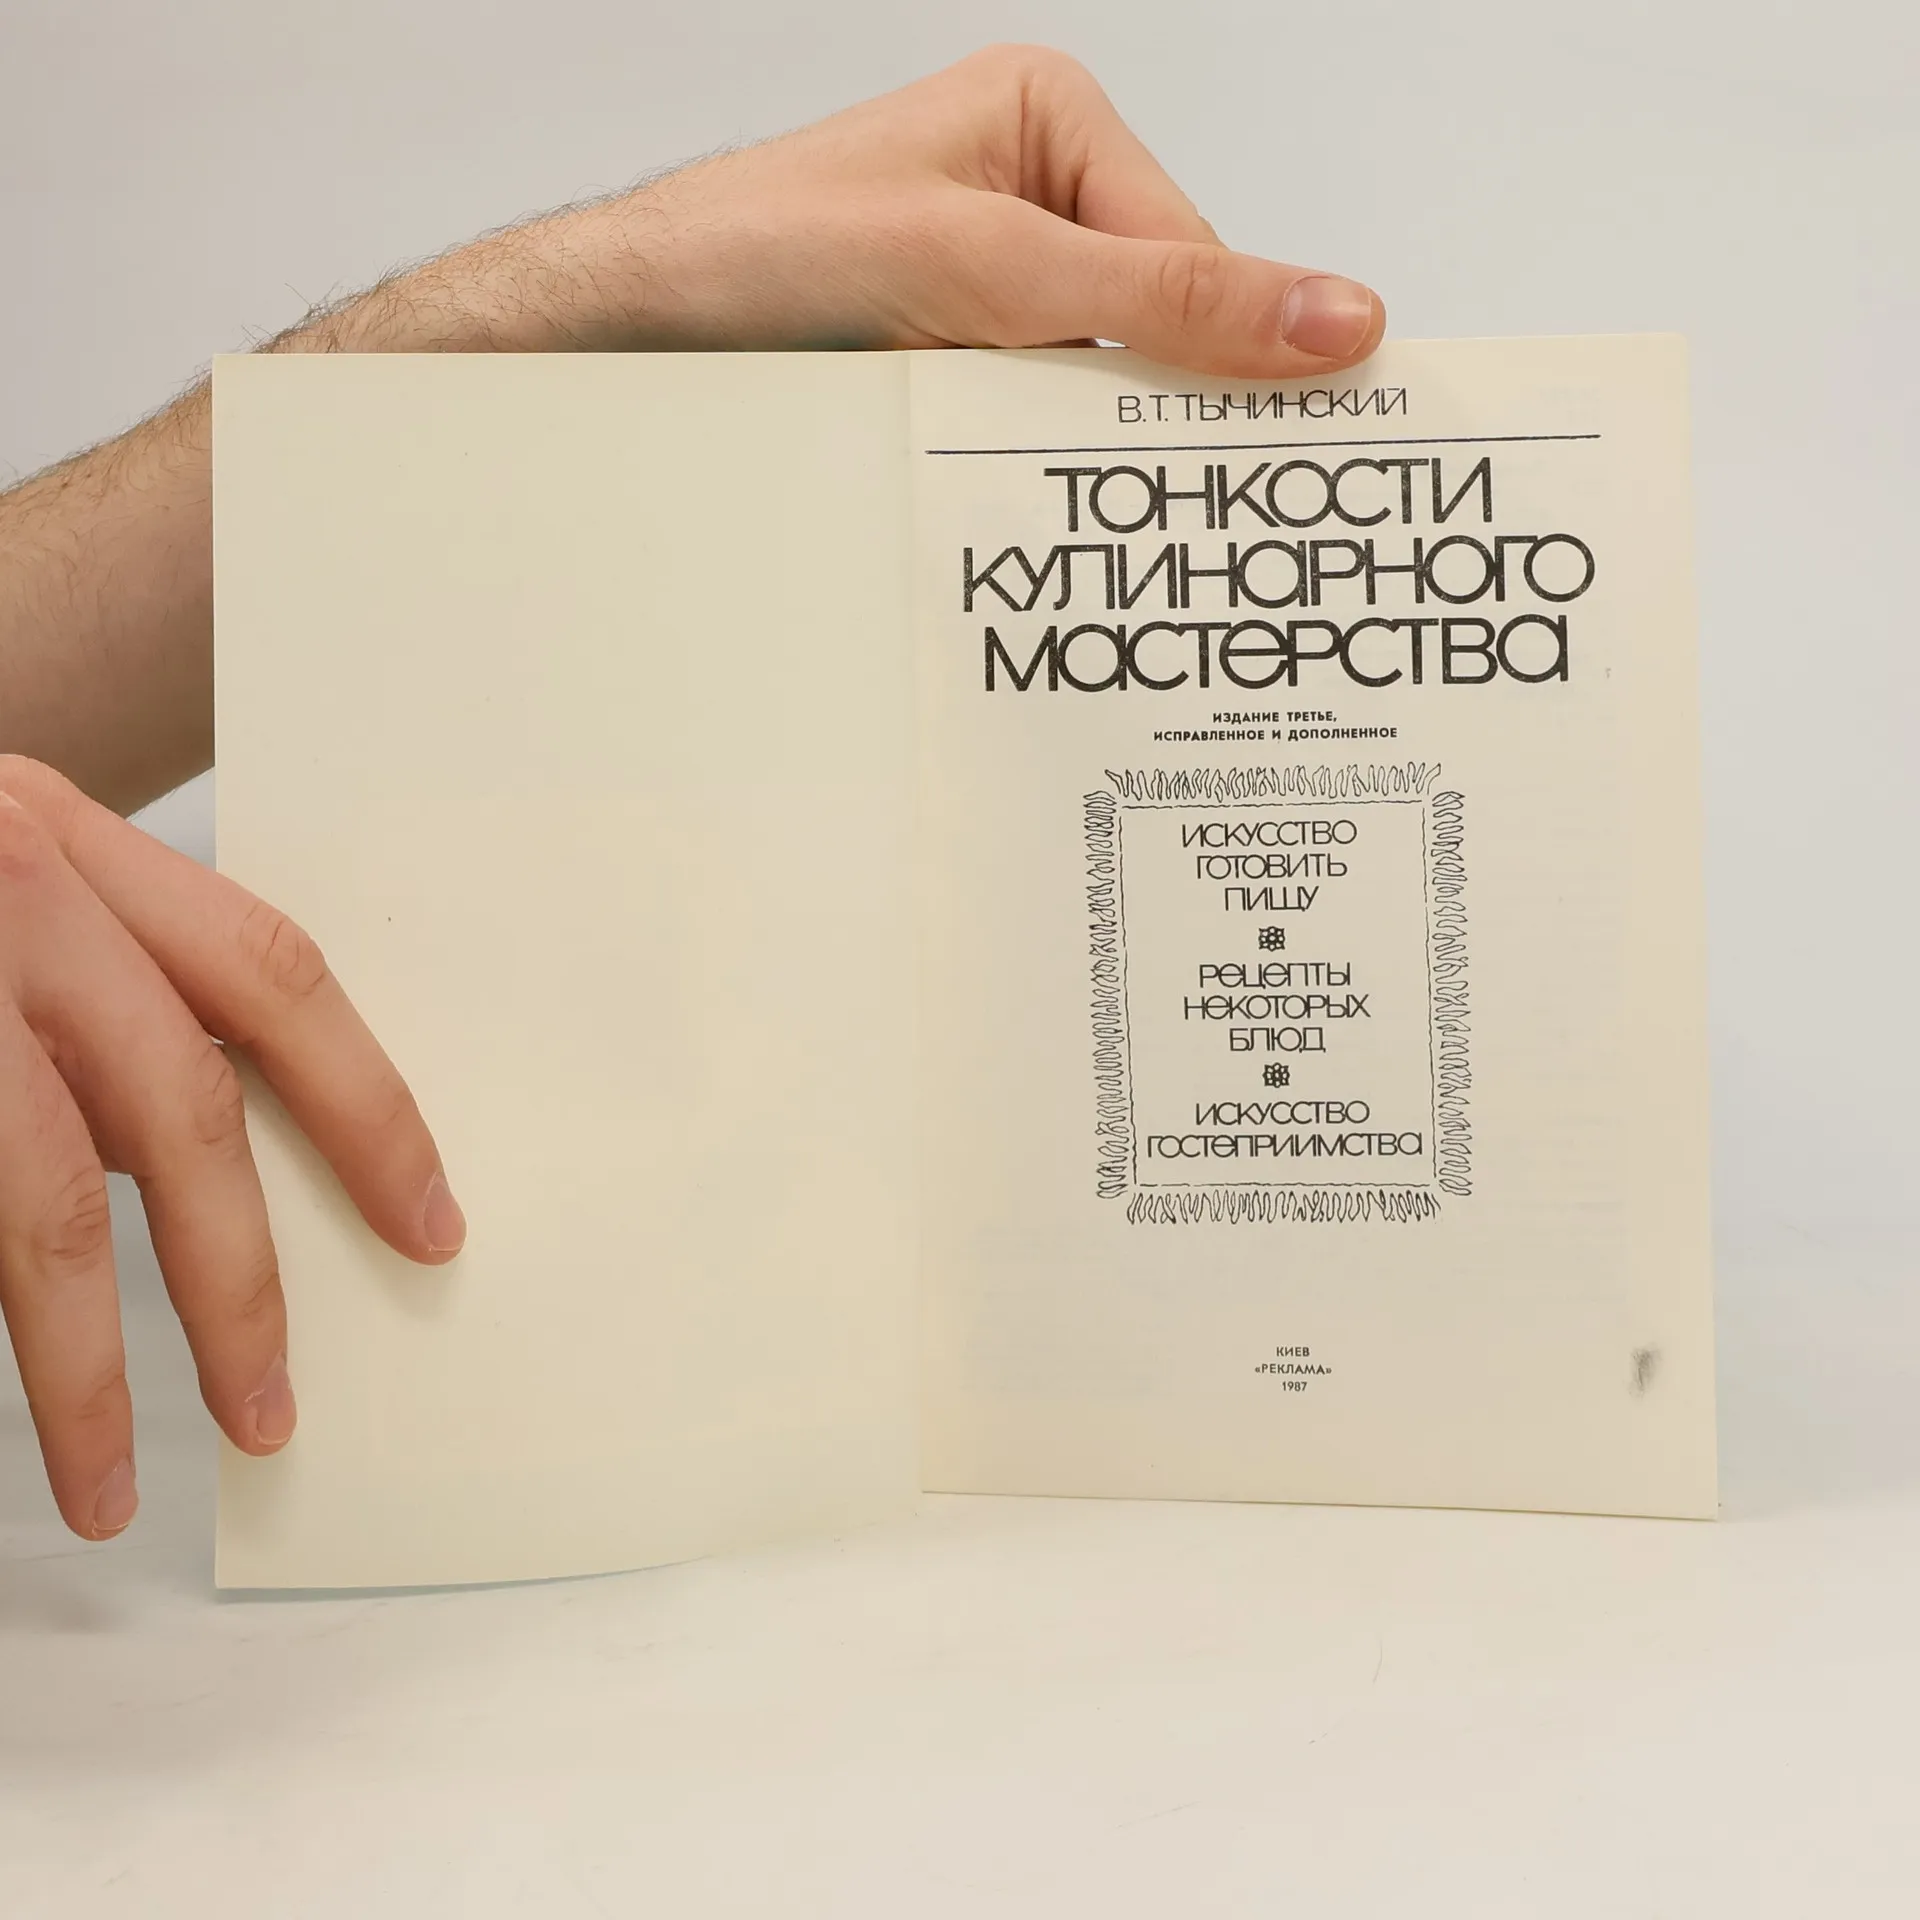 В. Т. ТЫЧИНСКИЙ
ТОНКОСТИ
КУЛИНАРНОГО
МАСТЕРСТВА
ИЗДАНИЕ ТРЕТЬЕ,
ИСПРАВЛЕННОЕ И ДОПОЛНЕННОЕ
ИСКУССТВО
ГОТОВИТЬ
ПИЩУ
РЕЦЕПТЫ
НЕКОТОРЫХ
БЛЮД
ИСКУССТВО
ГОСТЕПРИИМСТВА
КИЕВ
«РЕКЛАМА»
1987